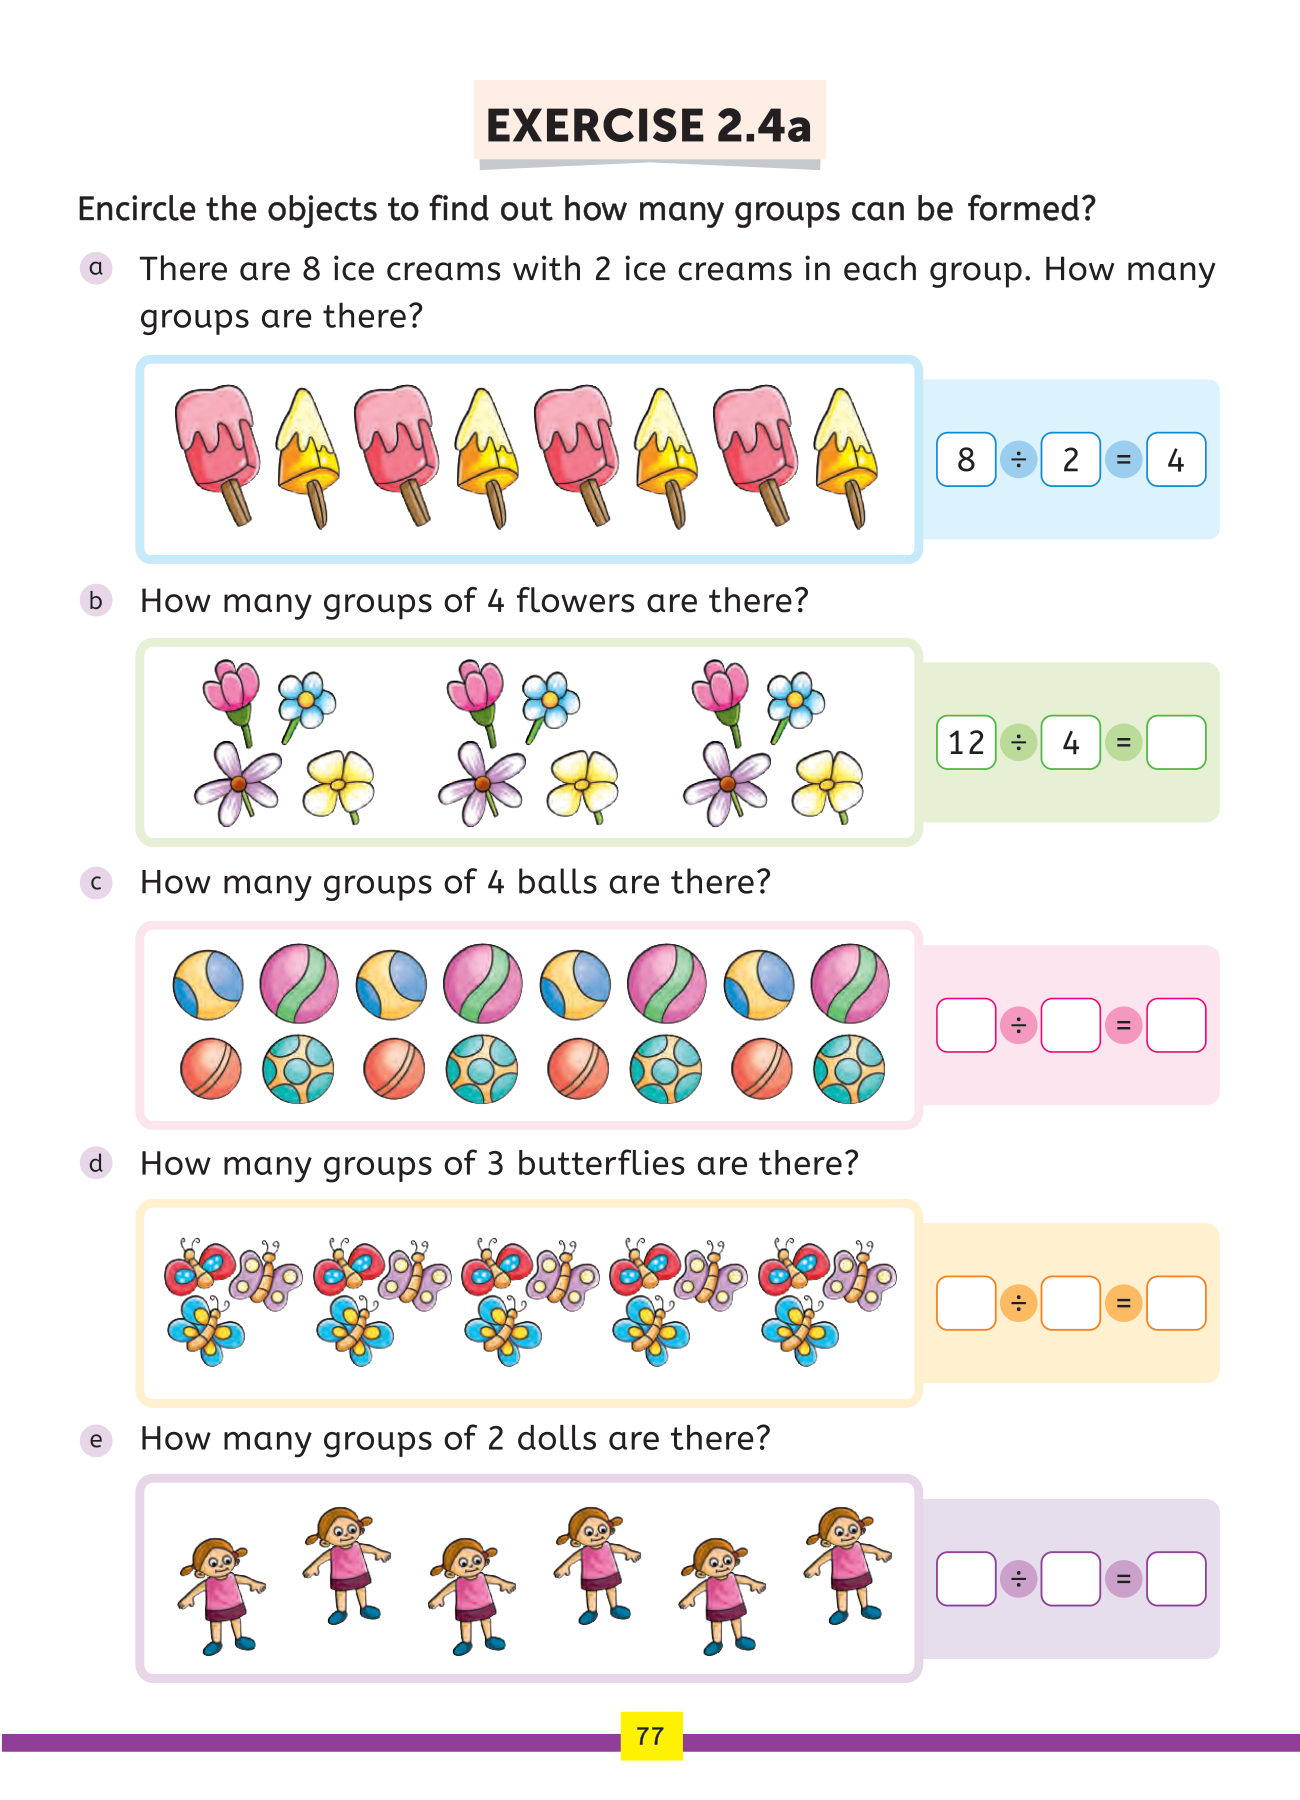 EXERCISE 2.4a
Encircle the objects to find out how many groups can be formed?
a There are 8 ice creams with 2 ice creams in each group. How many
groups are there?
8 ÷ 2 = 4
b How many groups of 4 flowers are there?
12 ÷ 4 =
c How many groups of 4 balls are there?
÷ =
d How many groups of 3 butterflies are there?
÷ =
e How many groups of 2 dolls are there?
÷ =
77